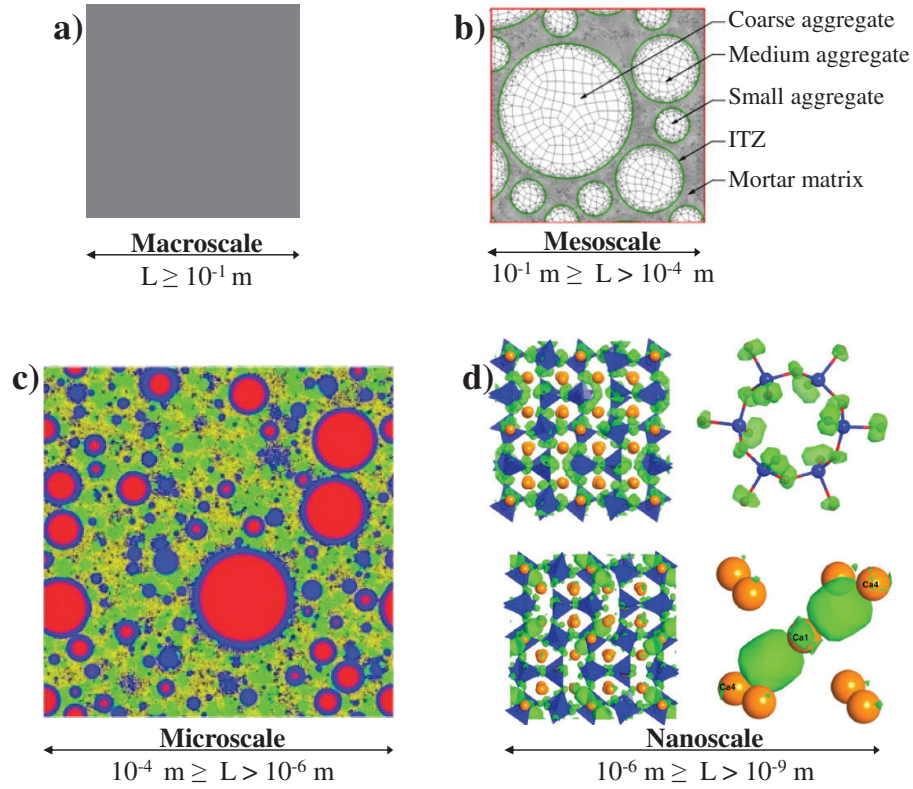 a)
Macroscale
L ≥ 10⁻¹ m
b)
Coarse aggregate
Medium aggregate
Small aggregate
ITZ
Mortar matrix
Mesoscale
10⁻¹ m ≥ L > 10⁻⁴ m
c)
Microscale
10⁻⁴ m ≥ L > 10⁻⁶ m
d)
Ca4
Ca1
Ca4
Nanoscale
10⁻⁶ m ≥ L > 10⁻⁹ m